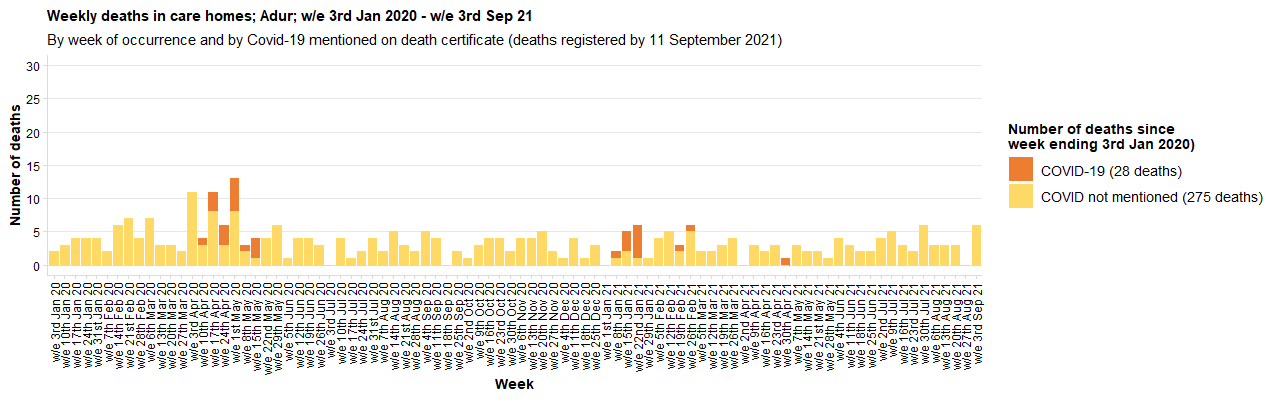 Weekly deaths in care homes; Adur; w/e 3rd Jan 2020 - w/e 3rd Sep 21
By week of occurrence and by Covid-19 mentioned on death certificate (deaths registered by 11 September 2021)
Number of deaths
30
25
20
15
10
5
0
w/e 3rd Jan 20
w/e 10th Jan 20
w/e 17th Jan 20
w/e 24th Jan 20
w/e 31st Jan 20
w/e 7th Feb 20
w/e 14th Feb 20
w/e 21st Feb 20
w/e 28th Feb 20
w/e 6th Mar 20
w/e 13th Mar 20
w/e 20th Mar 20
w/e 27th Mar 20
w/e 3rd Apr 20
w/e 10th Apr 20
w/e 17th Apr 20
w/e 24th Apr 20
w/e 1st May 20
w/e 8th May 20
w/e 15th May 20
w/e 22nd May 20
w/e 29th May 20
w/e 5th Jun 20
w/e 12th Jun 20
w/e 19th Jun 20
w/e 26th Jun 20
w/e 3rd Jul 20
w/e 10th Jul 20
w/e 17th Jul 20
w/e 24th Jul 20
w/e 31st Jul 20
w/e 7th Aug 20
w/e 14th Aug 20
w/e 21st Aug 20
w/e 28th Aug 20
w/e 4th Sep 20
w/e 11th Sep 20
w/e 18th Sep 20
w/e 25th Sep 20
w/e 2nd Oct 20
w/e 9th Oct 20
w/e 16th Oct 20
w/e 23rd Oct 20
w/e 30th Oct 20
w/e 6th Nov 20
w/e 13th Nov 20
w/e 20th Nov 20
w/e 27th Nov 20
w/e 4th Dec 20
w/e 11th Dec 20
w/e 18th Dec 20
w/e 25th Dec 20
w/e 1st Jan 21
w/e 8th Jan 21
w/e 15th Jan 21
w/e 22nd Jan 21
w/e 29th Jan 21
w/e 5th Feb 21
w/e 12th Feb 21
w/e 19th Feb 21
w/e 26th Feb 21
w/e 5th Mar 21
w/e 12th Mar 21
w/e 19th Mar 21
w/e 26th Mar 21
w/e 2nd Apr 21
w/e 9th Apr 21
w/e 16th Apr 21
w/e 23rd Apr 21
w/e 30th Apr 21
w/e 7th May 21
w/e 14th May 21
w/e 21st May 21
w/e 28th May 21
w/e 4th Jun 21
w/e 11th Jun 21
w/e 18th Jun 21
w/e 25th Jun 21
w/e 2nd Jul 21
w/e 9th Jul 21
w/e 16th Jul 21
w/e 23rd Jul 21
w/e 30th Jul 21
w/e 6th Aug 21
w/e 13th Aug 21
w/e 20th Aug 21
w/e 27th Aug 21
w/e 3rd Sep 21
Week
Number of deaths since
week ending 3rd Jan 2020)
COVID-19 (28 deaths)
COVID not mentioned (275 deaths)